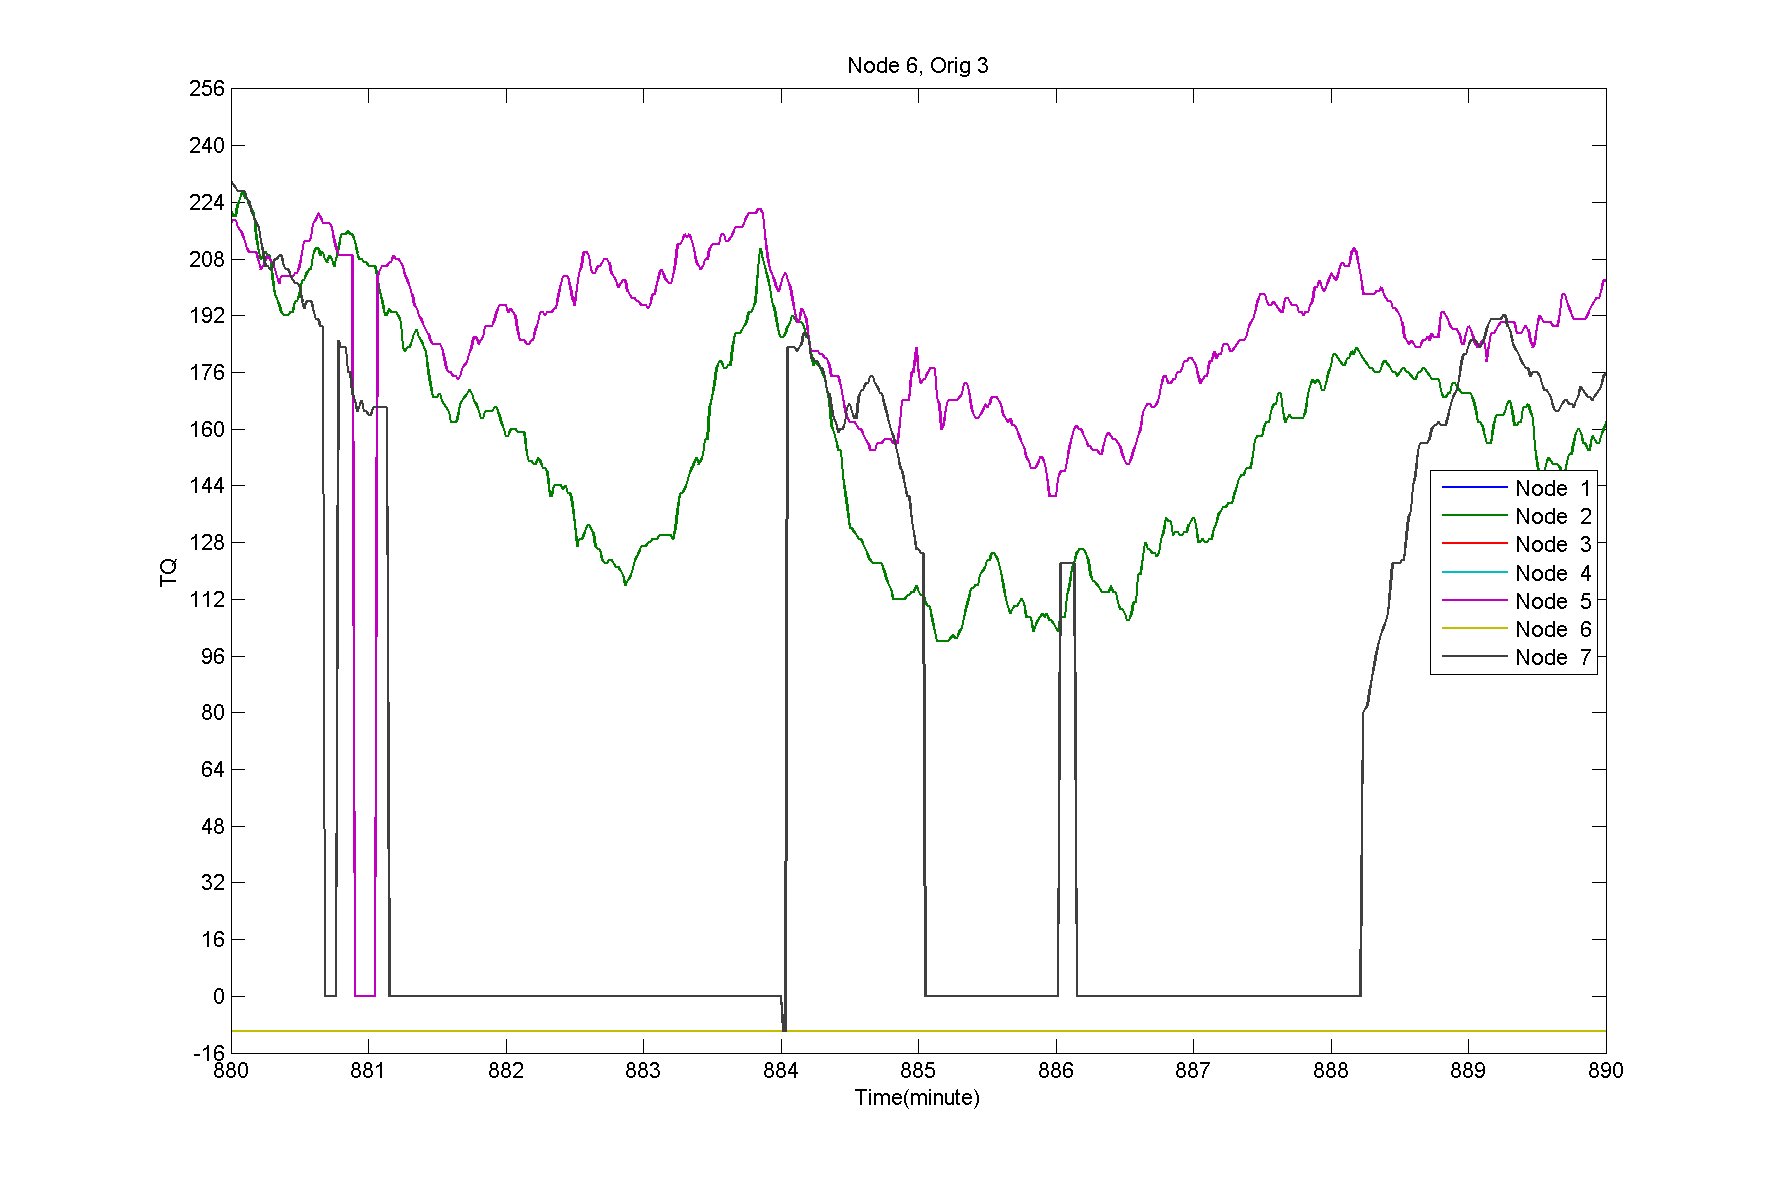 Node 6, Orig 3
256
240
224
208
192
176
160
144
128
112
96
80
64
48
32
16
0
-16
TQ
880 881 882 883 884 885 886 887 888 889 890
Time(minute)
Node 1
Node 2
Node 3
Node 4
Node 5
Node 6
Node 7